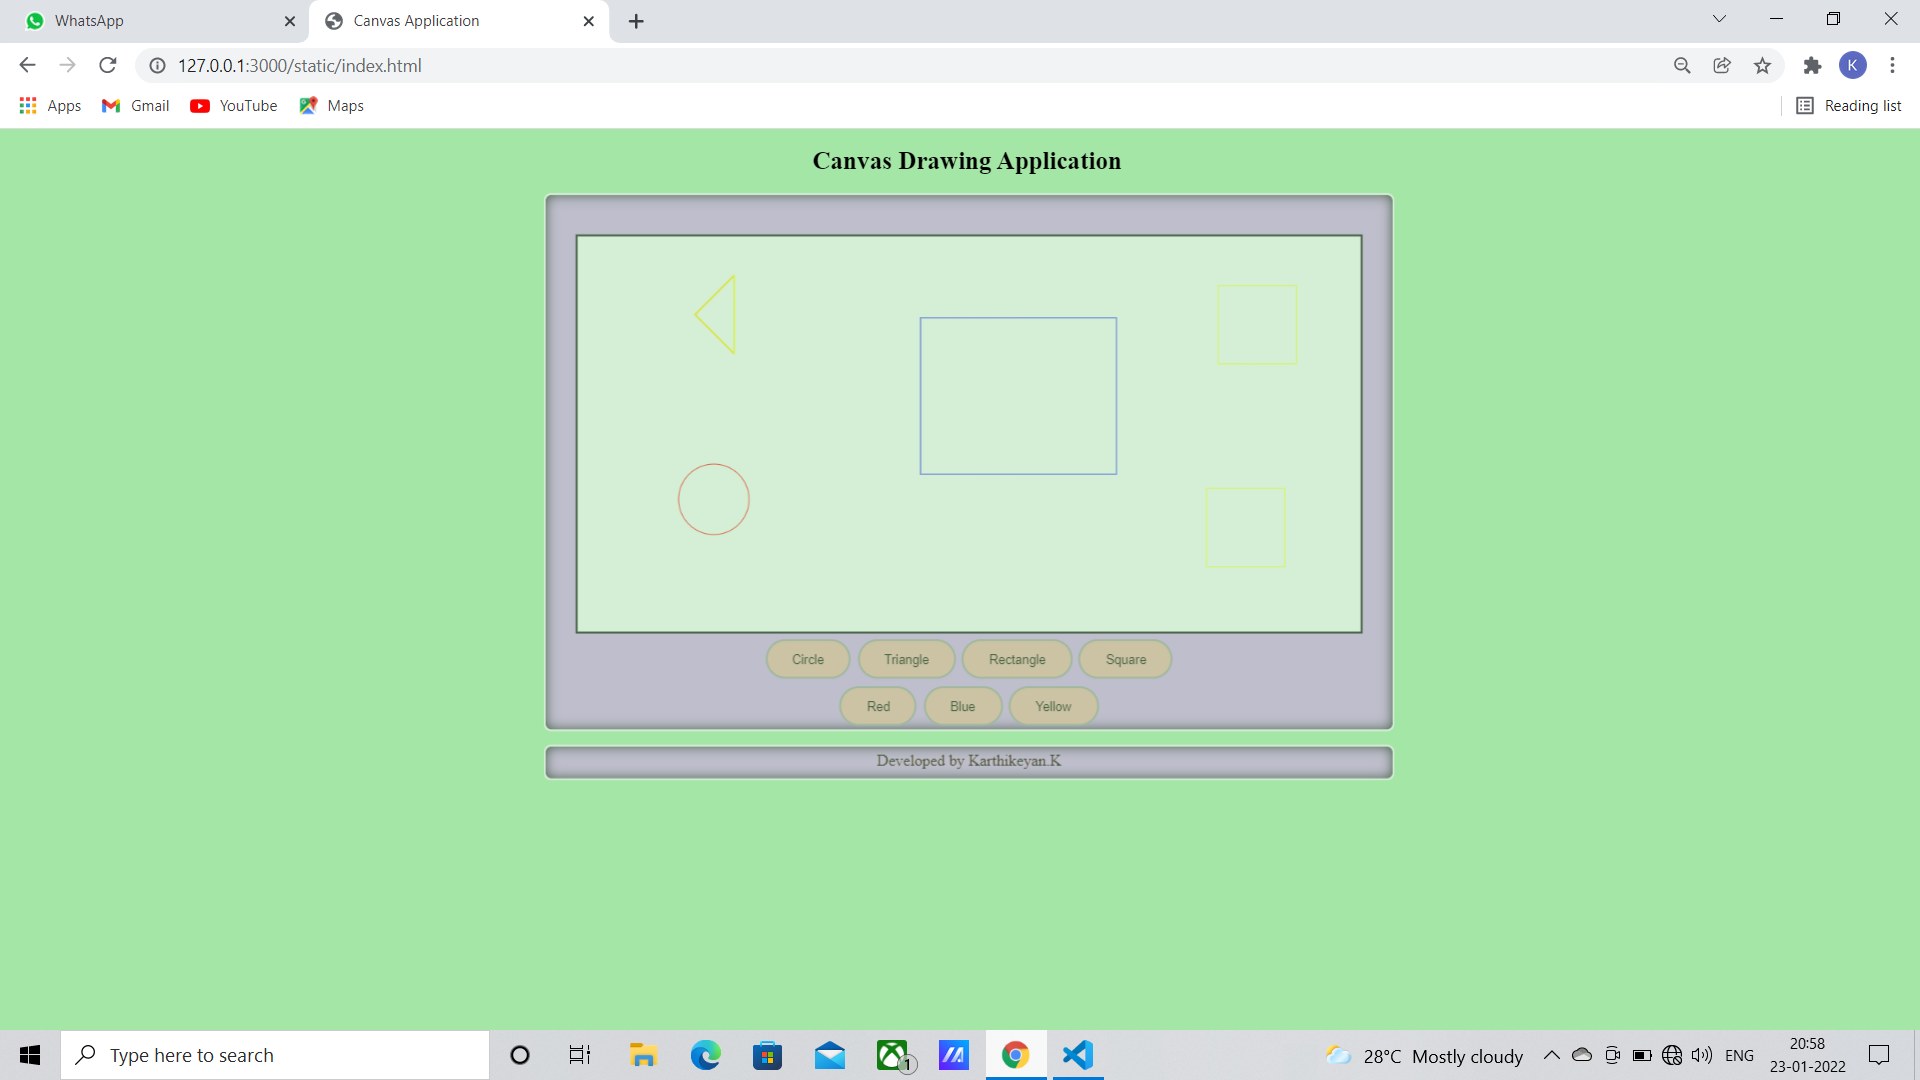 WhatsApp
Canvas Application
127.0.0.1:3000/static/index.html
K
Apps
Gmail
YouTube
Maps
Reading list
Canvas Drawing Application
Circle
Triangle
Rectangle
Square
Red
Blue
Yellow
Developed by Karthikeyan.K
Type here to search
1
28°C Mostly cloudy
ENG
20:58
23-01-2022